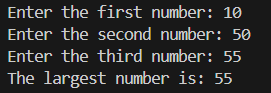 Enter the first number: 10
Enter the second number: 50
Enter the third number: 55
The largest number is: 55